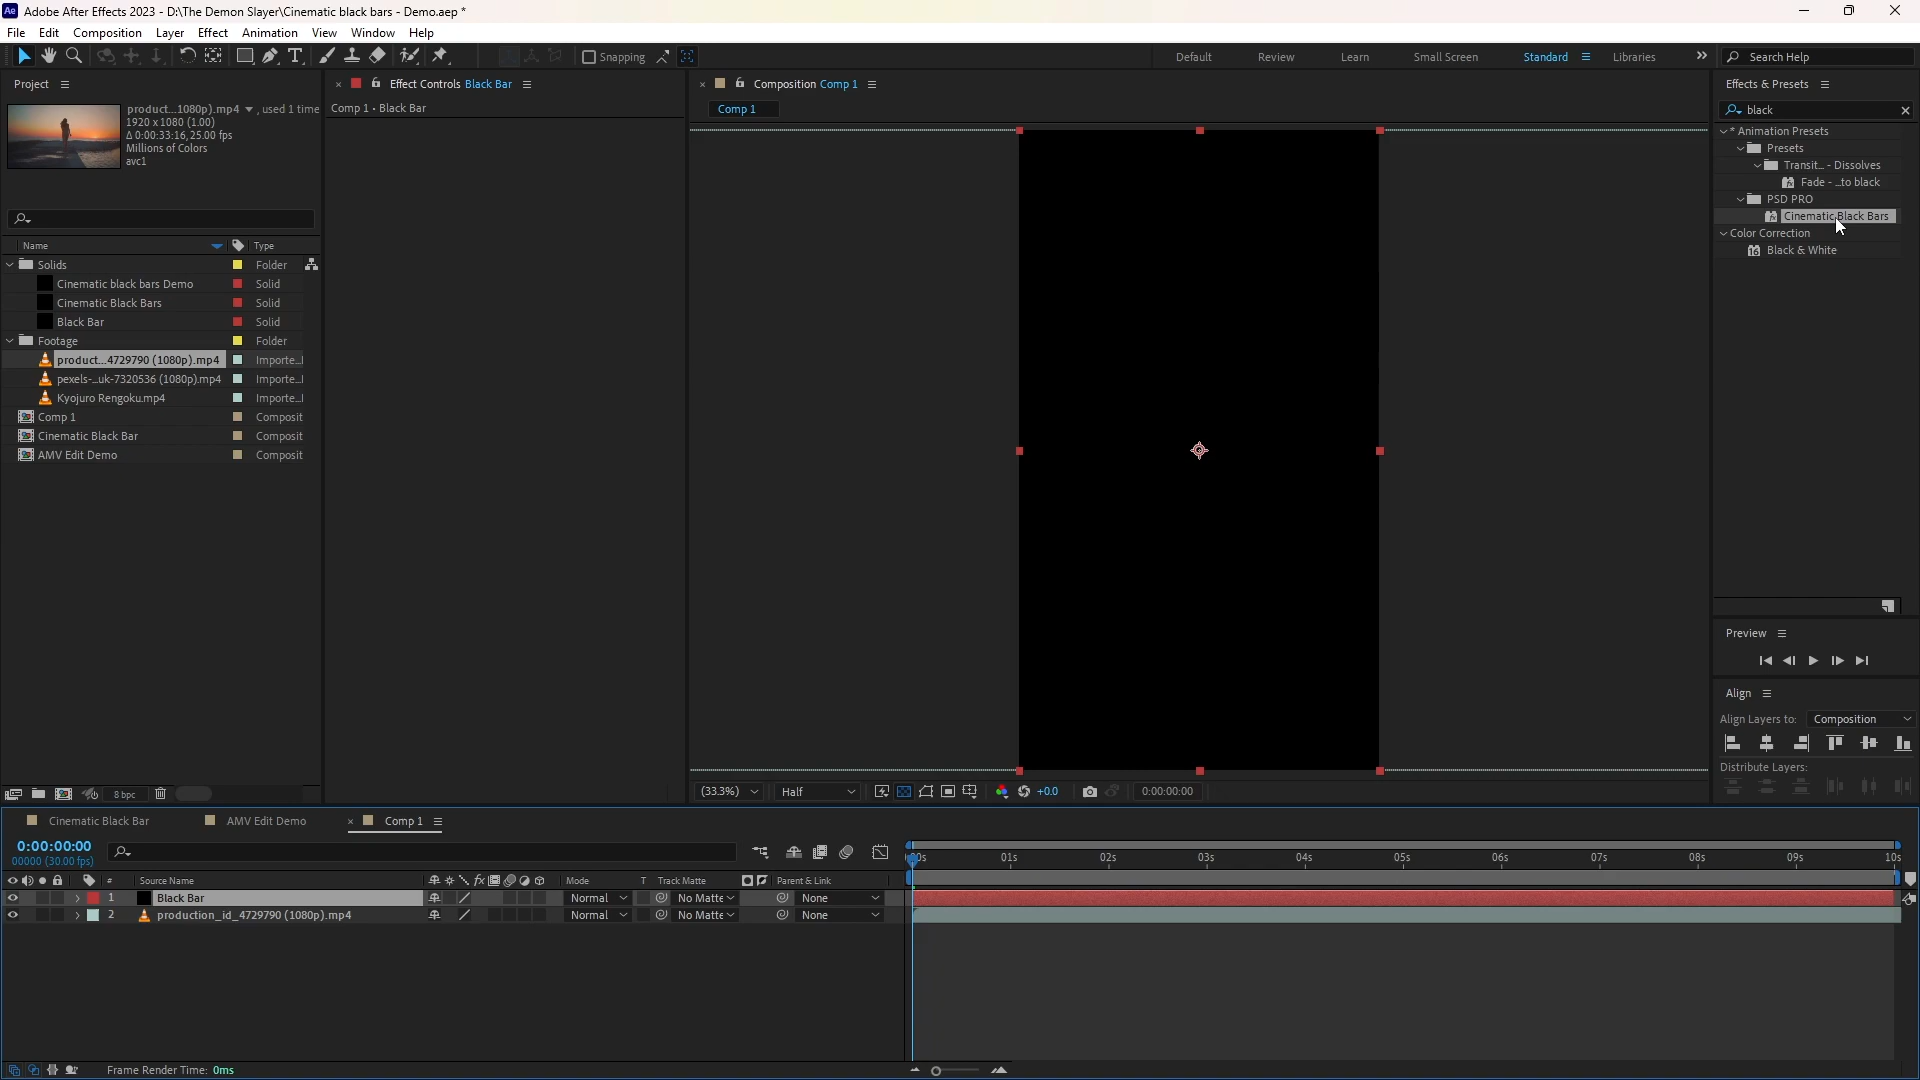 Adobe After Effects 2023 - D:\The Demon Slayer\Cinematic black bars - Demo.aep *
File Edit Composition Layer Effect Animation View Window Help
Snapping
Default Review Learn Small Screen Standard Libraries Search Help
Project
product...1080p).mp4 , used 1 time
1920 x 1080 (1.00)
Δ 0:00:33:16, 25.00 fps
Millions of Colors
avc1
Name Type
Solids Folder
Cinematic black bars Demo Solid
Cinematic Black Bars Solid
Black Bar Solid
Footage Folder
product...4729790 (1080p).mp4 Importe...
pexels-...uk-7320536 (1080p).mp4 Importe...
Kyojuro Rengoku.mp4 Importe...
Comp 1 Composit
Cinematic Black Bar Composit
AMV Edit Demo Composit
8 bpc
Effect Controls Black Bar
Comp 1 • Black Bar
Composition Comp 1
Comp 1
(33.3%) Half +0.0 0:00:00:00
Effects & Presets
black
* Animation Presets
Presets
Transit... - Dissolves
Fade - ...to black
PSD PRO
Cinematic Black Bars
Color Correction
Black & White
Preview
Align
Align Layers to: Composition
Distribute Layers:
Cinematic Black Bar AMV Edit Demo Comp 1
0:00:00:00
00000 (30.00 fps)
00s 01s 02s 03s 04s 05s 06s 07s 08s 09s 10s
# Source Name Mode T Track Matte Parent & Link
1 Black Bar Normal No Matte None
2 production_id_4729790 (1080p).mp4 Normal No Matte None
Frame Render Time: 0ms